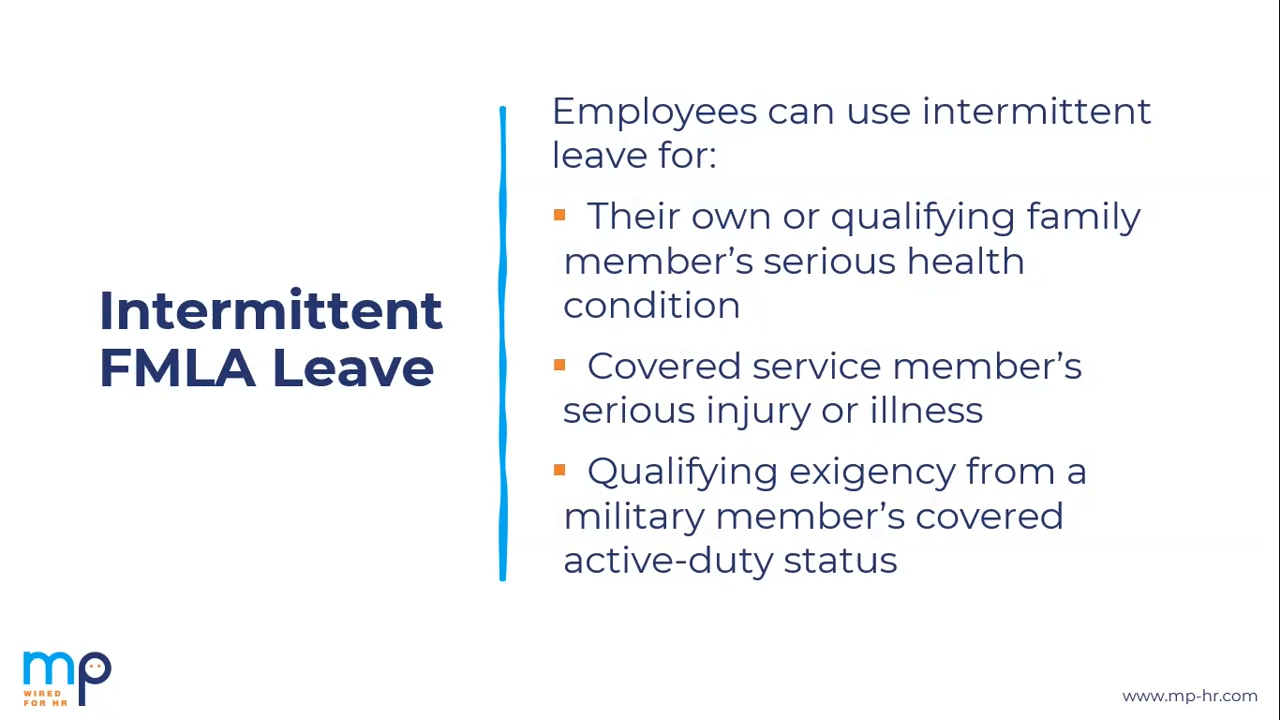 Intermittent
FMLA Leave
Employees can use intermittent
leave for:
▪ Their own or qualifying family
member’s serious health
condition
▪ Covered service member’s
serious injury or illness
▪ Qualifying exigency from a
military member’s covered
active-duty status
mp
WIRED
FOR HR
www.mp-hr.com